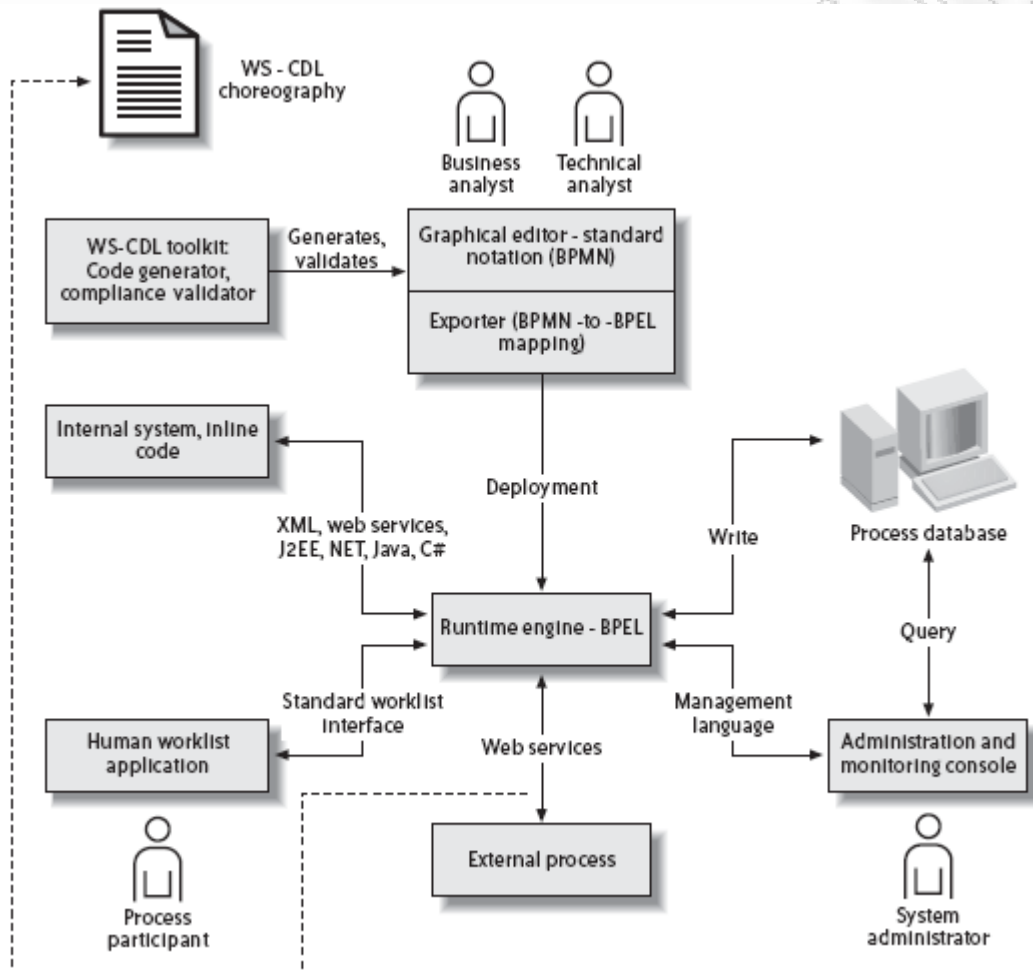 WS - CDL
choreography
Business
analyst
Technical
analyst
WS-CDL toolkit:
Code generator,
compliance validator
Generates,
validates
Graphical editor - standard
notation (BPMN)
Exporter (BPMN -to -BPEL
mapping)
Internal system, inline
code
Deployment
XML, web services,
J2EE, NET, Java, C#
Write
Process database
Runtime engine - BPEL
Query
Standard worklist
interface
Management
language
Human worklist
application
Web services
Administration and
monitoring console
External process
Process
participant
System
administrator